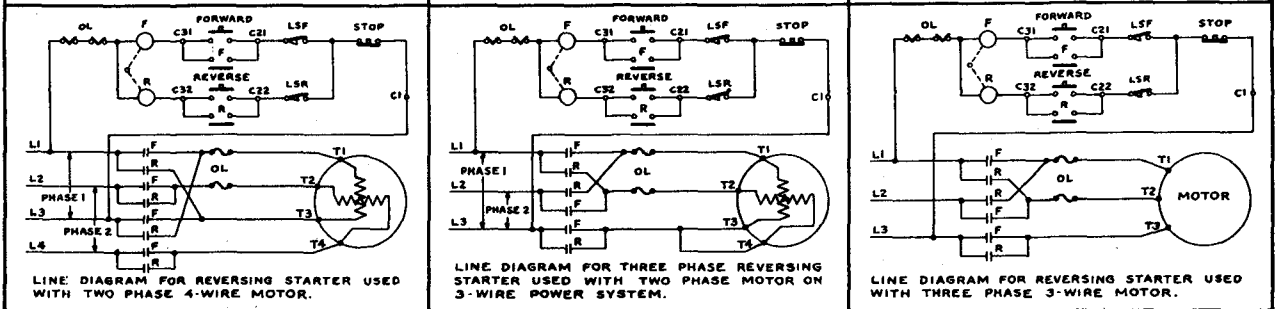 OL F C31 FORWARD C21 LSF STOP
F
R REVERSE
C32 C22 LSR C1
R
L1 F T1
R OL
L2 F T2
PHASE 1 R
L3 F T3
PHASE 2 R
L4 F T4
R
LINE DIAGRAM FOR REVERSING STARTER USED
WITH TWO PHASE 4-WIRE MOTOR.
OL F C31 FORWARD C21 LSF STOP
F
R REVERSE
C32 C22 LSR C1
R
L1 F T1
PHASE 1 R OL
L2 F T2
PHASE 2 R
L3 F T3
R T4
LINE DIAGRAM FOR THREE PHASE REVERSING
STARTER USED WITH TWO PHASE MOTOR ON
3-WIRE POWER SYSTEM.
OL F C31 FORWARD C21 LSF STOP
F
R REVERSE
C32 C22 LSR C1
R
L1 F T1
R OL
L2 F T2 MOTOR
R
L3 F T3
R
LINE DIAGRAM FOR REVERSING STARTER USED
WITH THREE PHASE 3-WIRE MOTOR.